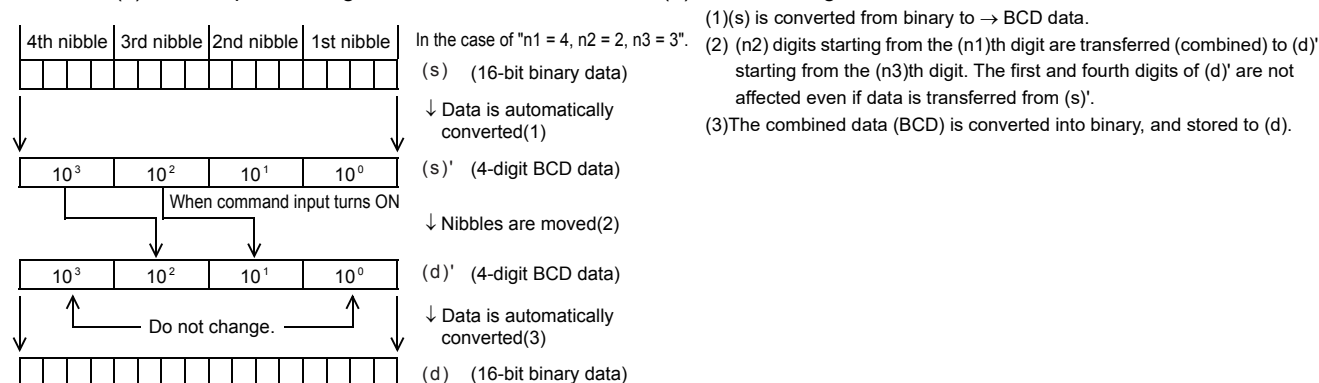 4th nibble 3rd nibble 2nd nibble 1st nibble
In the case of "n1 = 4, n2 = 2, n3 = 3".
(s) (16-bit binary data)
↓ Data is automatically
converted(1)
10³ 10² 10¹ 10⁰
(s)' (4-digit BCD data)
When command input turns ON
↓ Nibbles are moved(2)
10³ 10² 10¹ 10⁰
(d)' (4-digit BCD data)
Do not change.
↓ Data is automatically
converted(3)
(d) (16-bit binary data)
(1)(s) is converted from binary to → BCD data.
(2) (n2) digits starting from the (n1)th digit are transferred (combined) to (d)'
starting from the (n3)th digit. The first and fourth digits of (d)' are not
affected even if data is transferred from (s)'.
(3)The combined data (BCD) is converted into binary, and stored to (d).